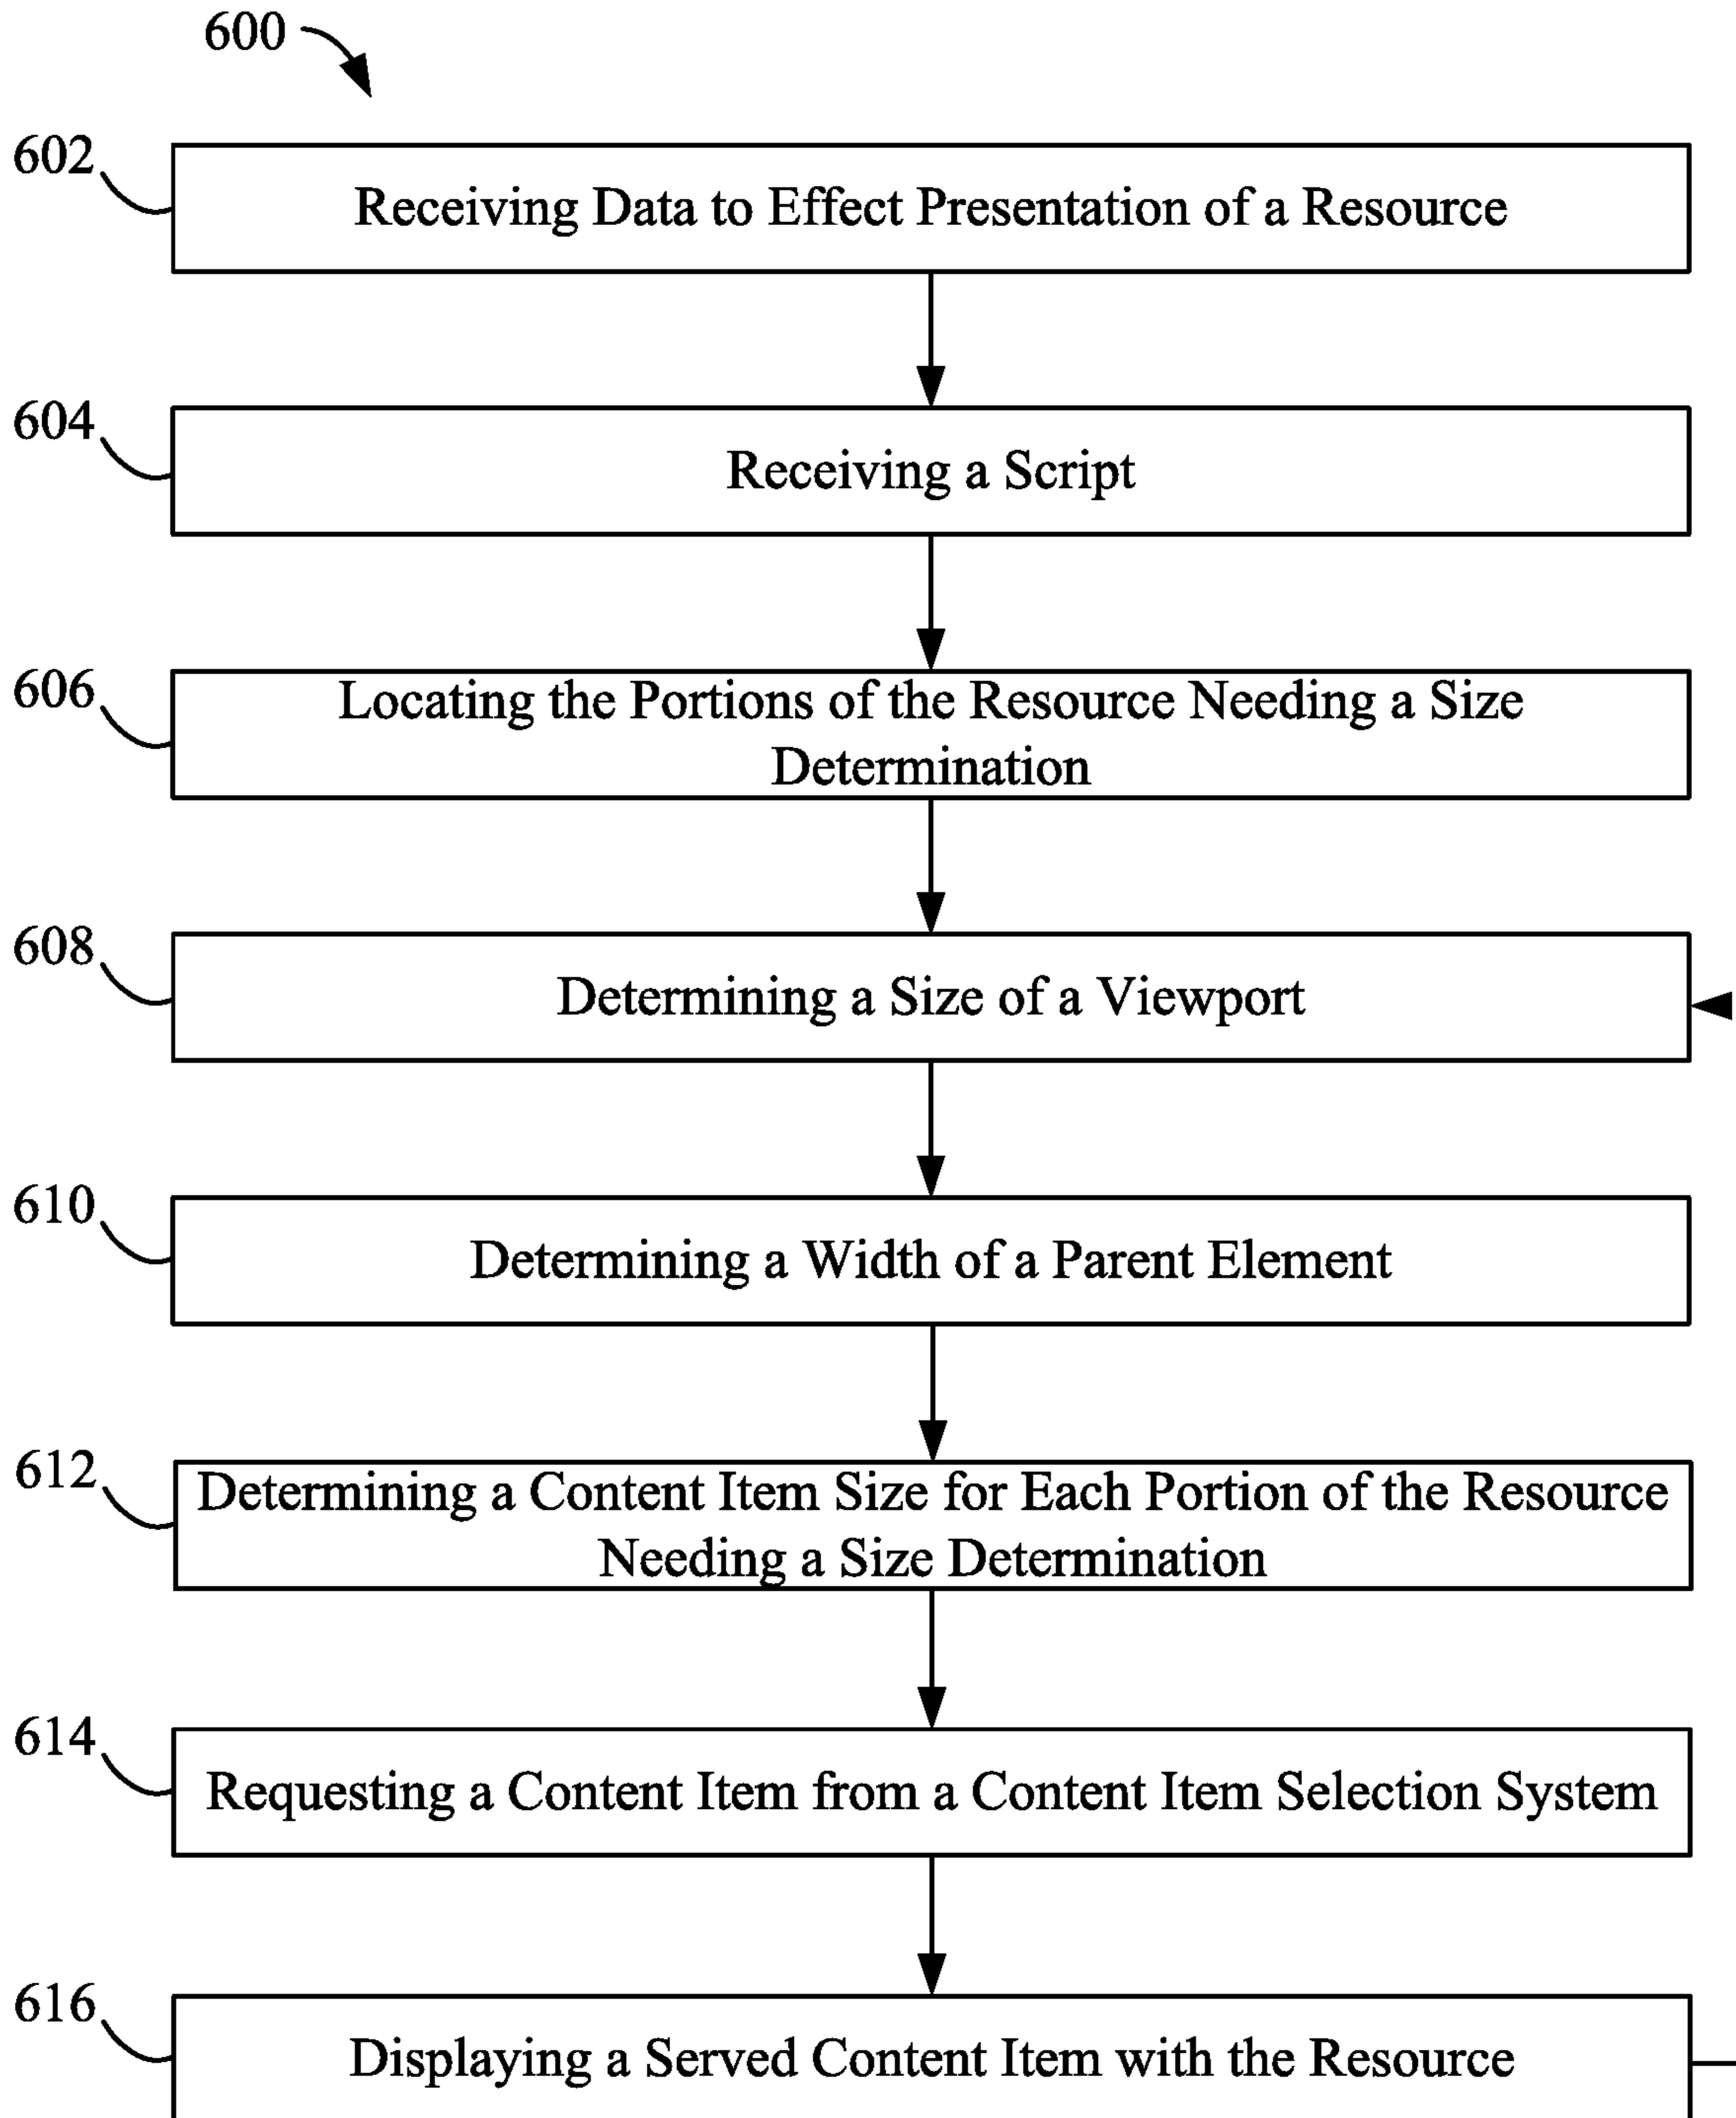 600
602
Receiving Data to Effect Presentation of a Resource
604
Receiving a Script
606
Locating the Portions of the Resource Needing a Size
Determination
608
Determining a Size of a Viewport
610
Determining a Width of a Parent Element
612
Determining a Content Item Size for Each Portion of the Resource
Needing a Size Determination
614
Requesting a Content Item from a Content Item Selection System
616
Displaying a Served Content Item with the Resource